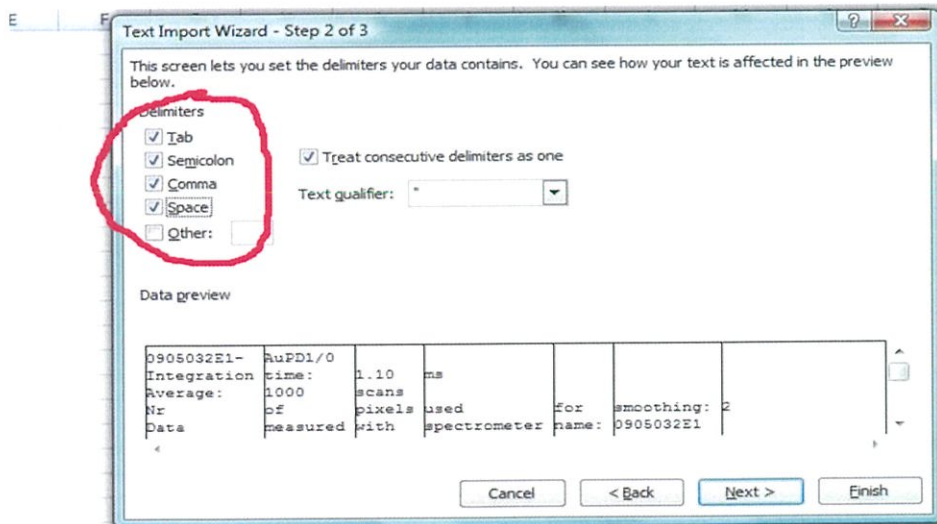 E F
Text Import Wizard - Step 2 of 3
This screen lets you set the delimiters your data contains. You can see how your text is affected in the preview
below.
Delimiters
Tab
Semicolon
Comma
Space
Other:
Treat consecutive delimiters as one
Text qualifier: "
Data preview
0905032E1- AuPD1/0
Integration time: 1.10 ms
Average: 1000 scans
Nr of pixels used for smoothing: 2
Data measured with spectrometer name: 0905032E1
Cancel < Back Next > Finish